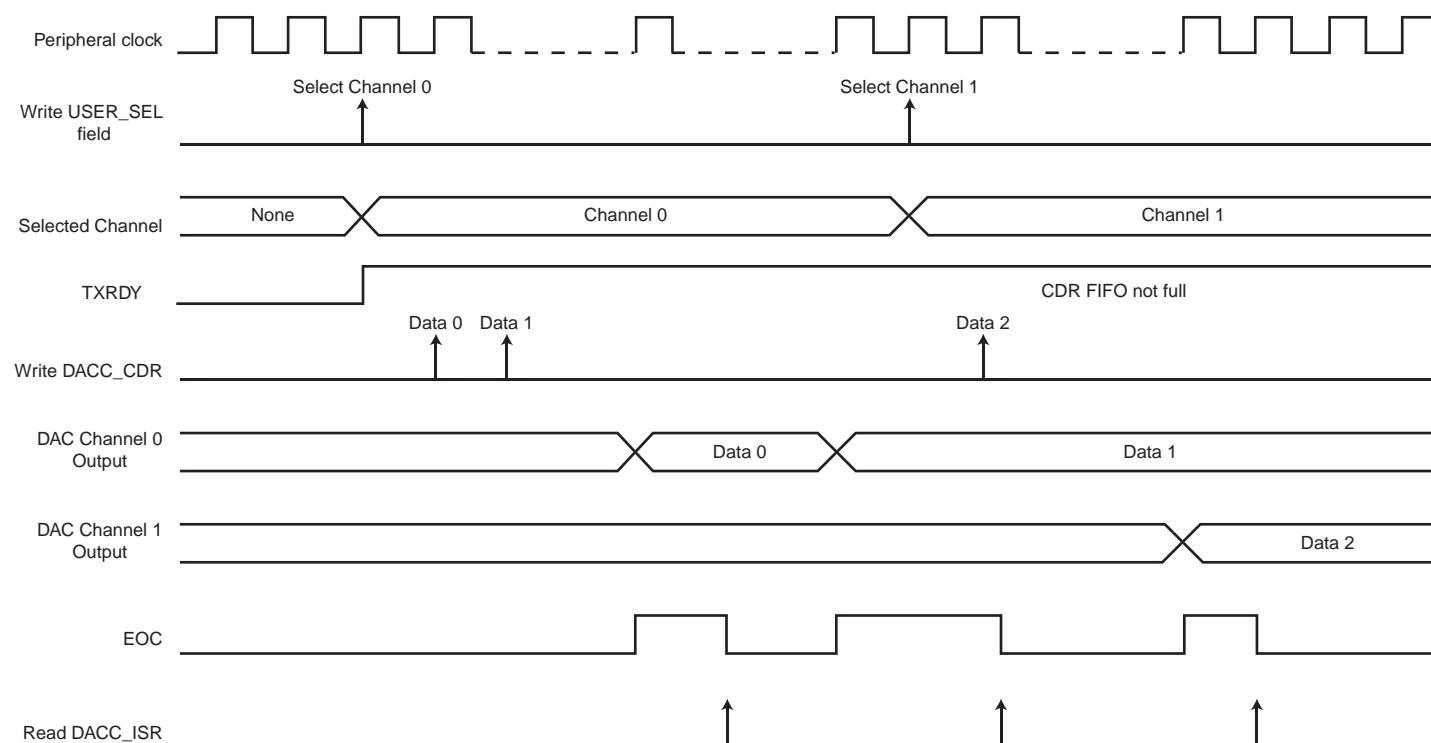 Peripheral clock
Select Channel 0
Select Channel 1
Write USER_SEL
field
Selected Channel
None
Channel 0
Channel 1
TXRDY
CDR FIFO not full
Data 0
Data 1
Data 2
Write DACC_CDR
DAC Channel 0
Output
Data 0
Data 1
DAC Channel 1
Output
Data 2
EOC
Read DACC_ISR